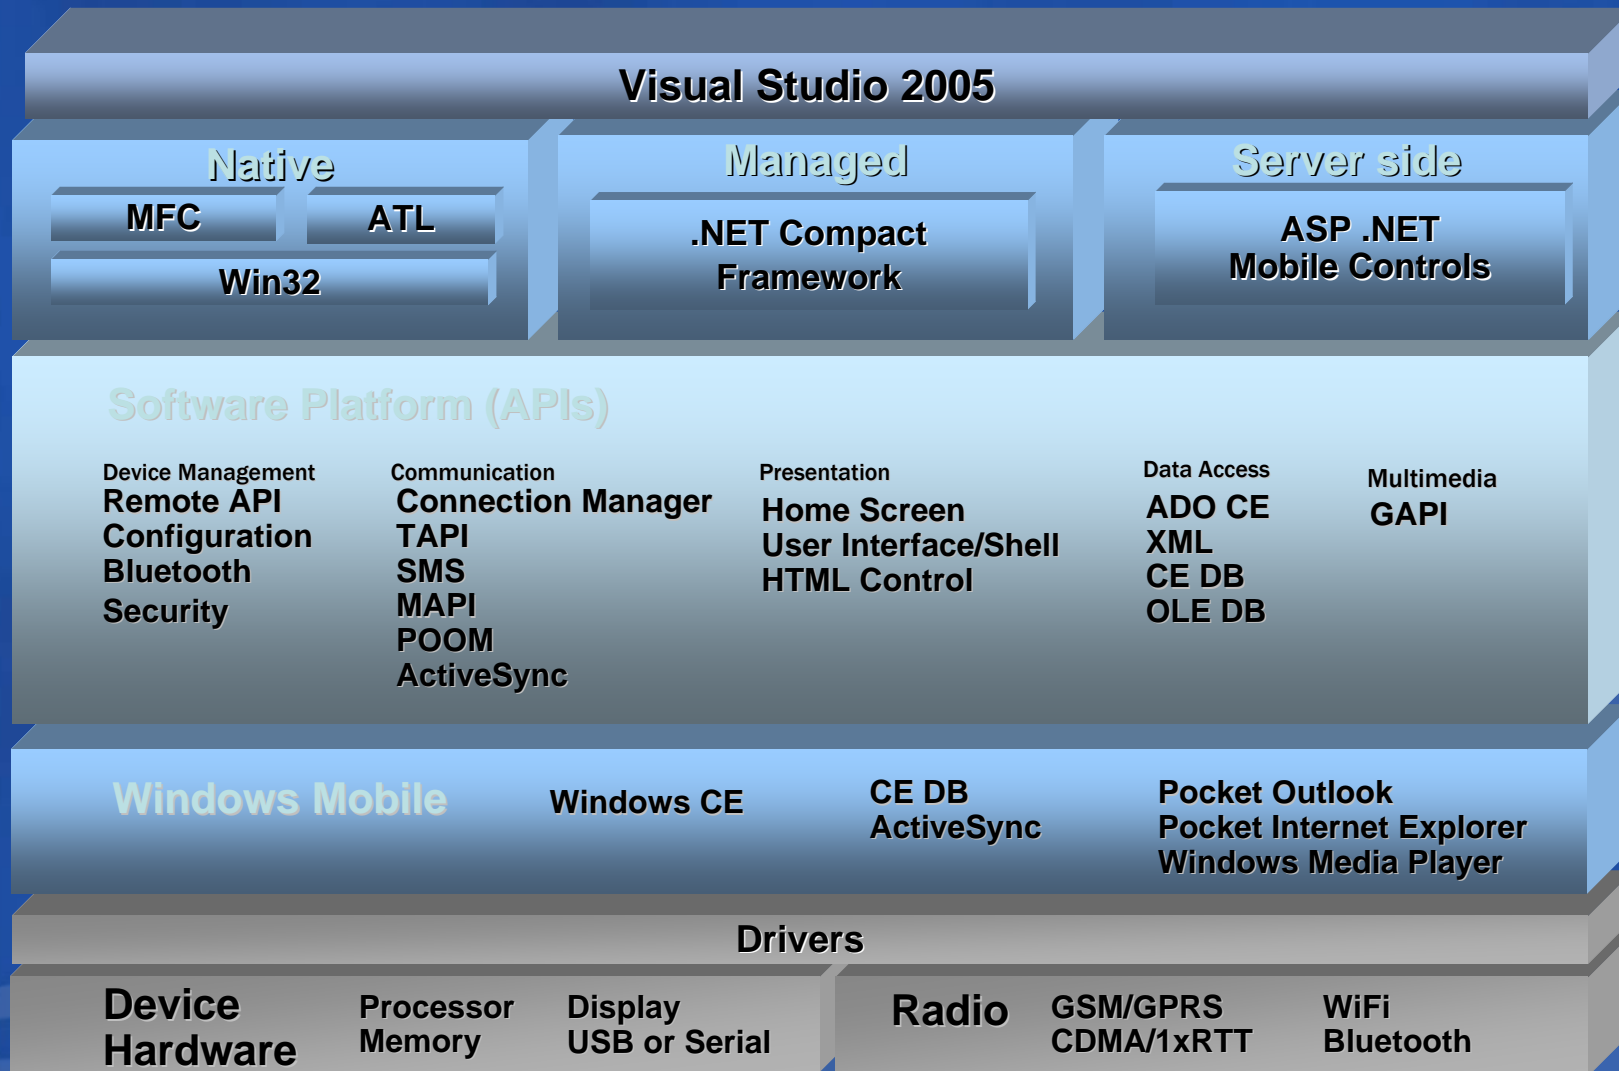 Visual Studio 2005
Native
MFC
ATL
Win32
Managed
.NET Compact
Framework
Server side
ASP .NET
Mobile Controls
Software Platform (APIs)
Device Management
Remote API
Configuration
Bluetooth
Security
Communication
Connection Manager
TAPI
SMS
MAPI
POOM
ActiveSync
Presentation
Home Screen
User Interface/Shell
HTML Control
Data Access
ADO CE
XML
CE DB
OLE DB
Multimedia
GAPI
Windows Mobile
Windows CE
CE DB
ActiveSync
Pocket Outlook
Pocket Internet Explorer
Windows Media Player
Drivers
Device
Hardware
Processor
Memory
Display
USB or Serial
Radio
GSM/GPRS
CDMA/1xRTT
WiFi
Bluetooth